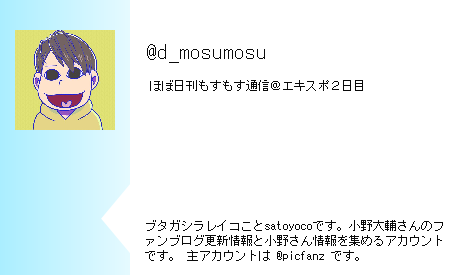 @d_mosumosu
ほぼ日刊もすもす通信@エキスポ２日目
ブタガシラレイコことsatoyocoです。小野大輔さんのフ
ァンブログ更新情報と小野さん情報を集めるアカウント
です。 主アカウントは @picfanz です。